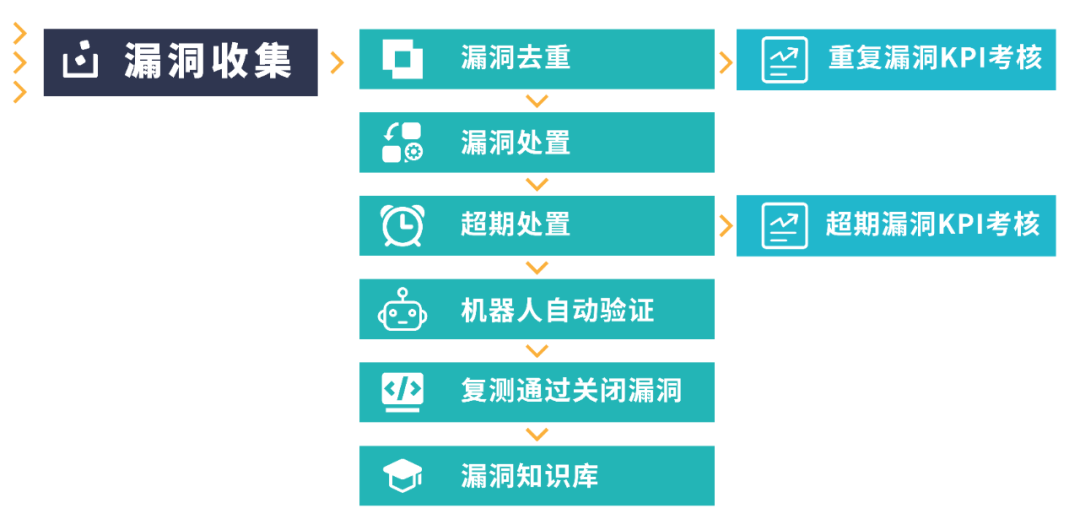 漏洞收集
漏洞去重
重复漏洞KPI考核
漏洞处置
超期处置
超期漏洞KPI考核
机器人自动验证
复测通过关闭漏洞
漏洞知识库